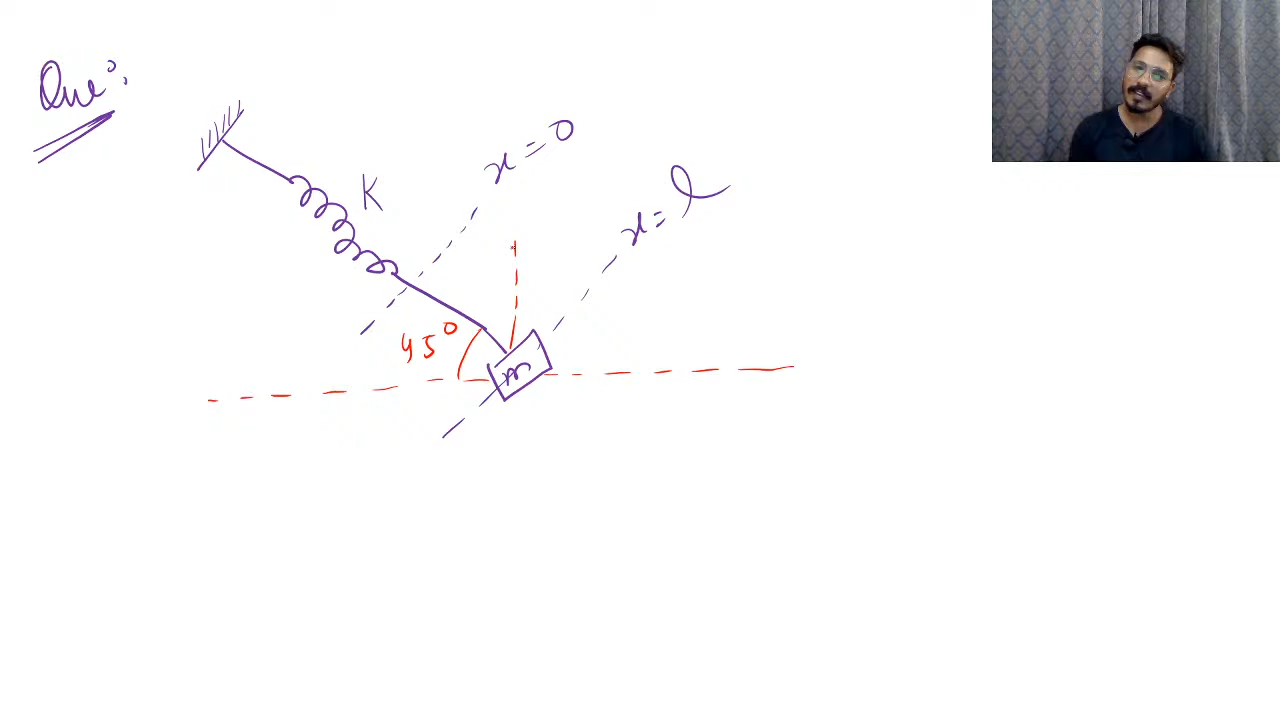 Que:
x = 0
K
x = l
45°
m